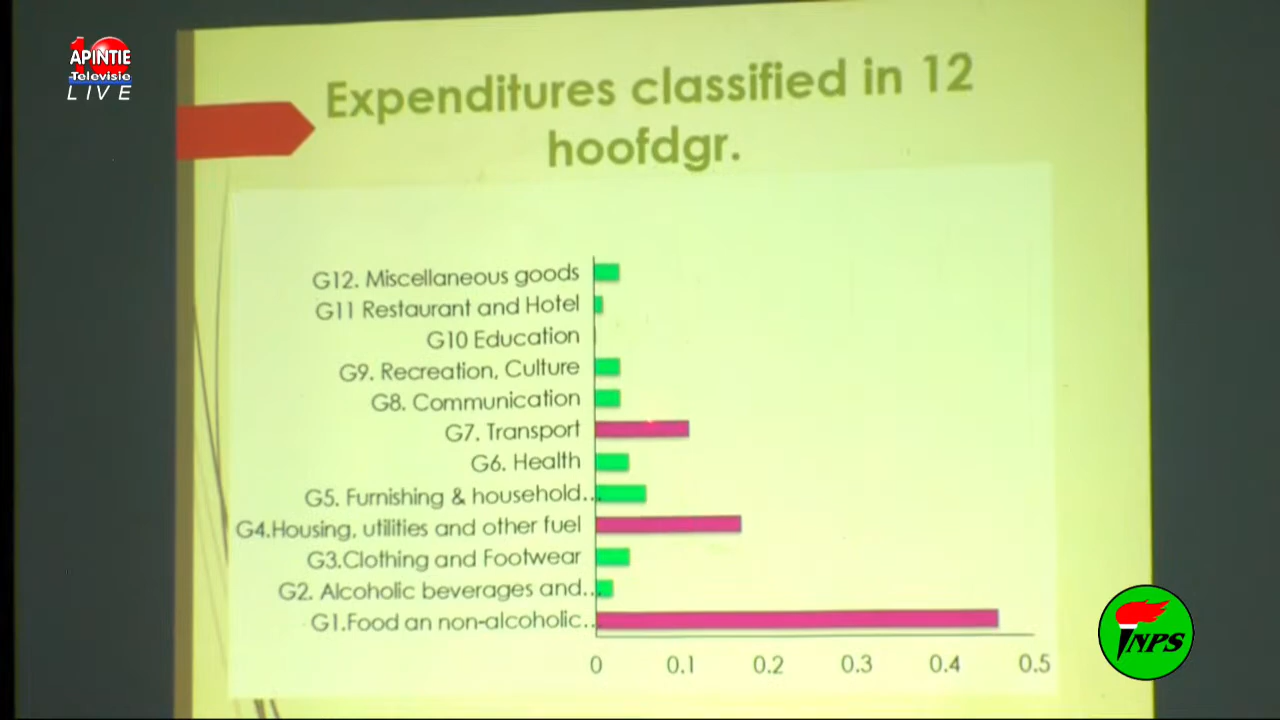 10
APINTIE
Televisie
LIVE
Expenditures classified in 12
hoofdgr.
G12. Miscellaneous goods
G11 Restaurant and Hotel
G10 Education
G9. Recreation, Culture
G8. Communication
G7. Transport
G6. Health
G5. Furnishing & household...
G4.Housing, utilities and other fuel
G3.Clothing and Footwear
G2. Alcoholic beverages and...
G1.Food an non-alcoholic...
0 0.1 0.2 0.3 0.4 0.5
NPS